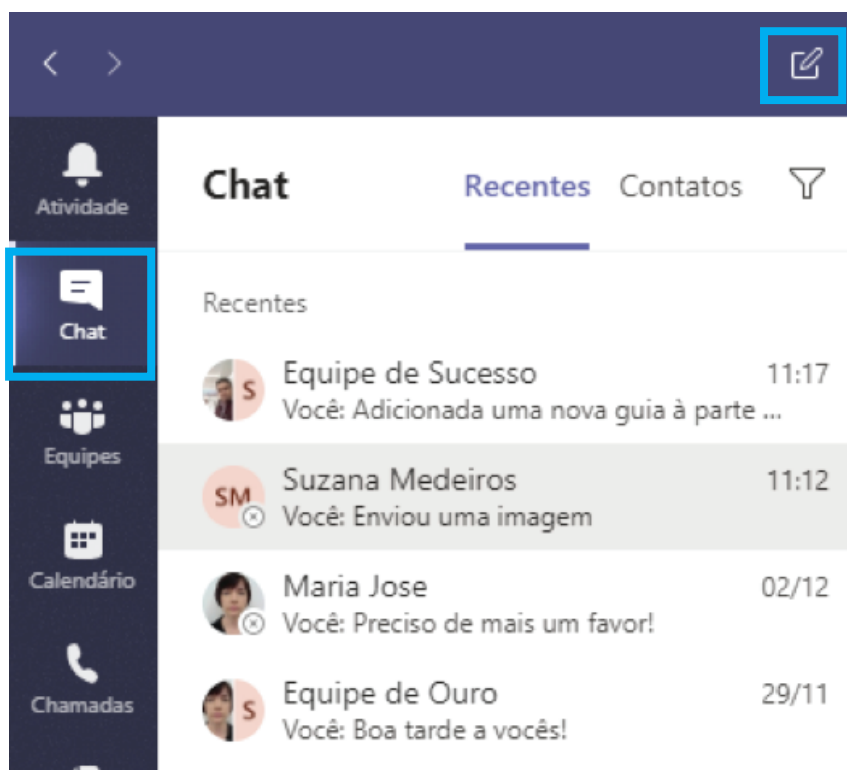 Atividade
Chat
Equipes
Calendário
Chamadas
Chat Recentes Contatos
Recentes
S
Equipe de Sucesso 11:17
Você: Adicionada uma nova guia à parte ...
SM
Suzana Medeiros 11:12
Você: Enviou uma imagem
Maria Jose 02/12
Você: Preciso de mais um favor!
S
Equipe de Ouro 29/11
Você: Boa tarde a vocês!